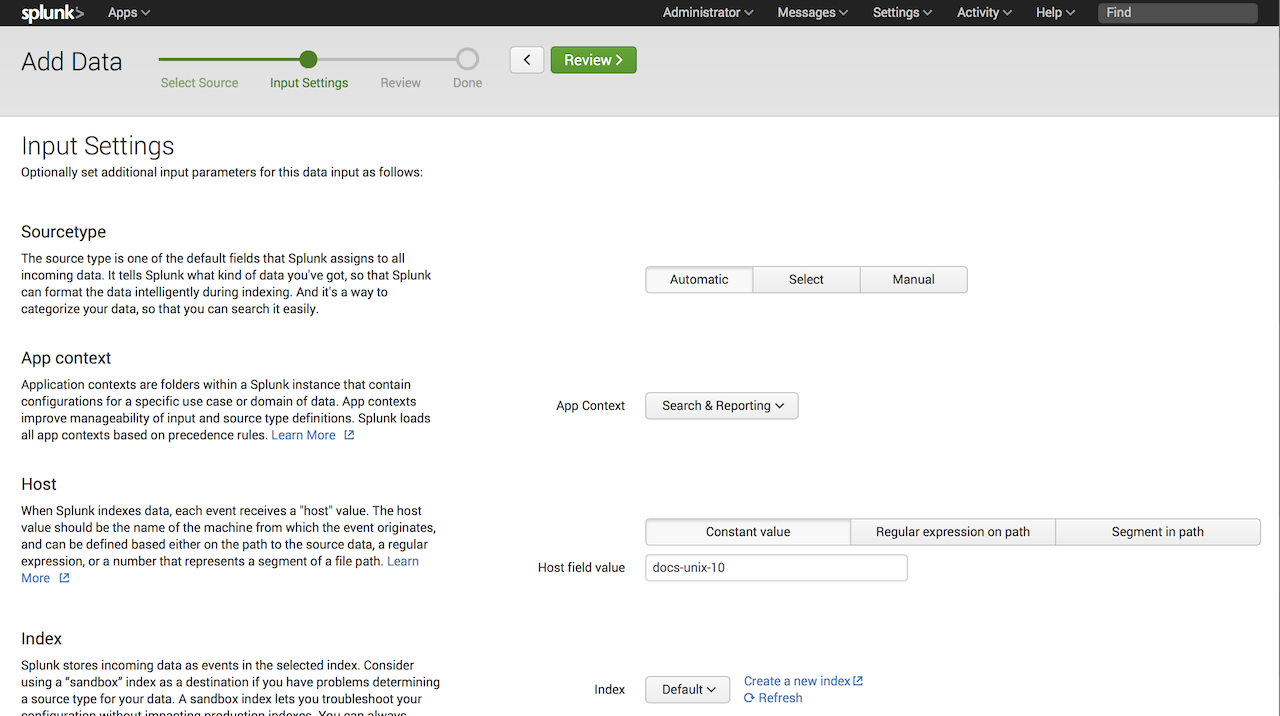 splunk> Apps Administrator Messages Settings Activity Help Find
Add Data
Select Source Input Settings Review Done
< Review >
Input Settings
Optionally set additional input parameters for this data input as follows:
Sourcetype
The source type is one of the default fields that Splunk assigns to all
incoming data. It tells Splunk what kind of data you've got, so that Splunk
can format the data intelligently during indexing. And it's a way to
categorize your data, so that you can search it easily.
Automatic Select Manual
App context
Application contexts are folders within a Splunk instance that contain
configurations for a specific use case or domain of data. App contexts
improve manageability of input and source type definitions. Splunk loads
all app contexts based on precedence rules. Learn More
App Context Search & Reporting
Host
When Splunk indexes data, each event receives a "host" value. The host
value should be the name of the machine from which the event originates,
and can be defined based either on the path to the source data, a regular
expression, or a number that represents a segment of a file path. Learn
More
Constant value Regular expression on path Segment in path
Host field value docs-unix-10
Index
Splunk stores incoming data as events in the selected index. Consider
using a "sandbox" index as a destination if you have problems determining
a source type for your data. A sandbox index lets you troubleshoot your
configuration without impacting production indexes. You can always
Index Default Create a new index
Refresh